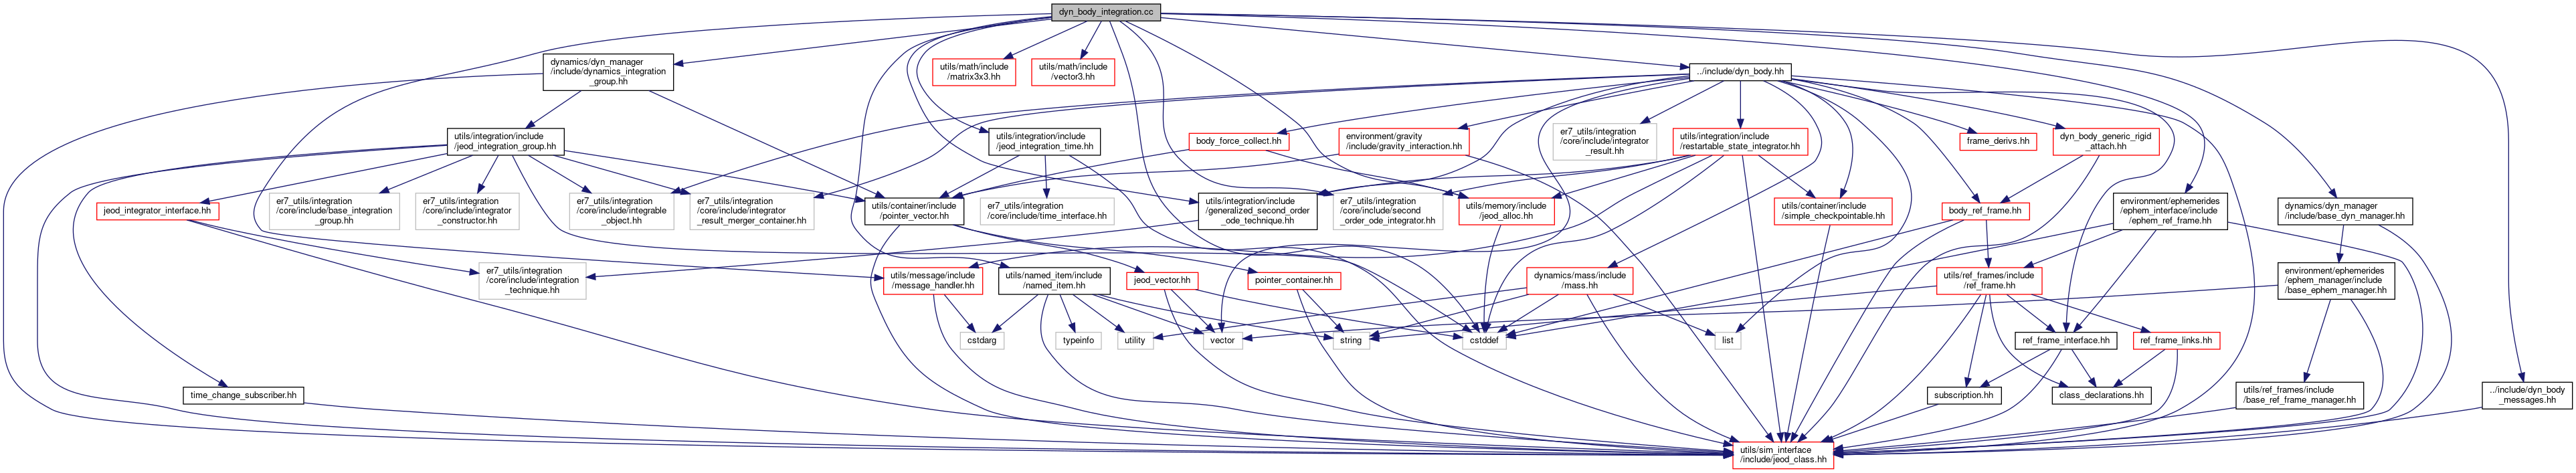 dyn_body_integration.cc
dynamics/dyn_manager
/include/dynamics_integration
_group.hh
utils/math/include
/matrix3x3.hh
utils/math/include
/vector3.hh
../include/dyn_body.hh
utils/integration/include
/jeod_integration_group.hh
utils/integration/include
/jeod_integration_time.hh
body_force_collect.hh
environment/gravity
/include/gravity_interaction.hh
er7_utils/integration
/core/include/integrator
_result.hh
utils/integration/include
/restartable_state_integrator.hh
frame_derivs.hh
dyn_body_generic_rigid
_attach.hh
jeod_integrator_interface.hh
er7_utils/integration
/core/include/base_integration
_group.hh
er7_utils/integration
/core/include/integrator
_constructor.hh
er7_utils/integration
/core/include/integrable
_object.hh
er7_utils/integration
/core/include/integrator
_result_merger_container.hh
utils/container/include
/pointer_vector.hh
er7_utils/integration
/core/include/time_interface.hh
utils/integration/include
/generalized_second_order
_ode_technique.hh
er7_utils/integration
/core/include/second
_order_ode_integrator.hh
utils/memory/include
/jeod_alloc.hh
utils/container/include
/simple_checkpointable.hh
body_ref_frame.hh
environment/ephemerides
/ephem_interface/include
/ephem_ref_frame.hh
dynamics/dyn_manager
/include/base_dyn_manager.hh
er7_utils/integration
/core/include/integration
_technique.hh
utils/message/include
/message_handler.hh
utils/named_item/include
/named_item.hh
jeod_vector.hh
pointer_container.hh
dynamics/mass/include
/mass.hh
utils/ref_frames/include
/ref_frame.hh
environment/ephemerides
/ephem_manager/include
/base_ephem_manager.hh
cstdarg
typeinfo
utility
vector
string
cstddef
list
ref_frame_interface.hh
ref_frame_links.hh
time_change_subscriber.hh
subscription.hh
class_declarations.hh
utils/ref_frames/include
/base_ref_frame_manager.hh
../include/dyn_body
_messages.hh
utils/sim_interface
/include/jeod_class.hh